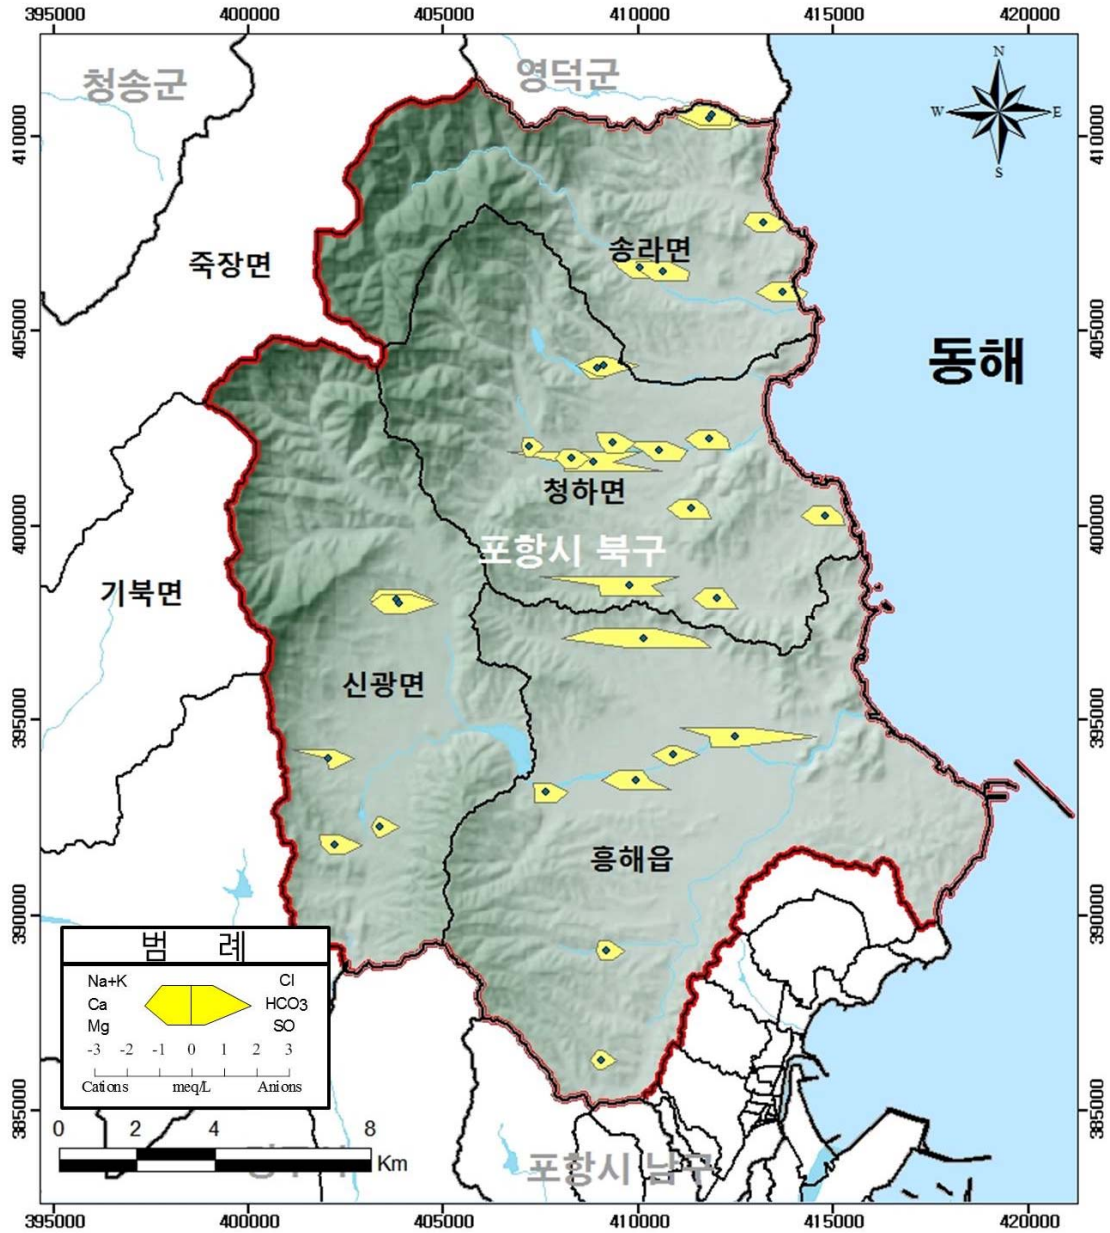 395000 400000 405000 410000 415000 420000
청송군
영덕군
N
W E
S
410000 410000
송라면
죽장면
405000 405000
동해
청하면
400000 400000
포항시 북구
기북면
신광면
395000 395000
흥해읍
390000 390000
범 례
Na+K Cl
Ca HCO3
Mg SO
-3 -2 -1 0 1 2 3
Cations meq/L Anions
385000 385000
0 2 4 8
Km
포항시 남구
395000 400000 405000 410000 415000 420000